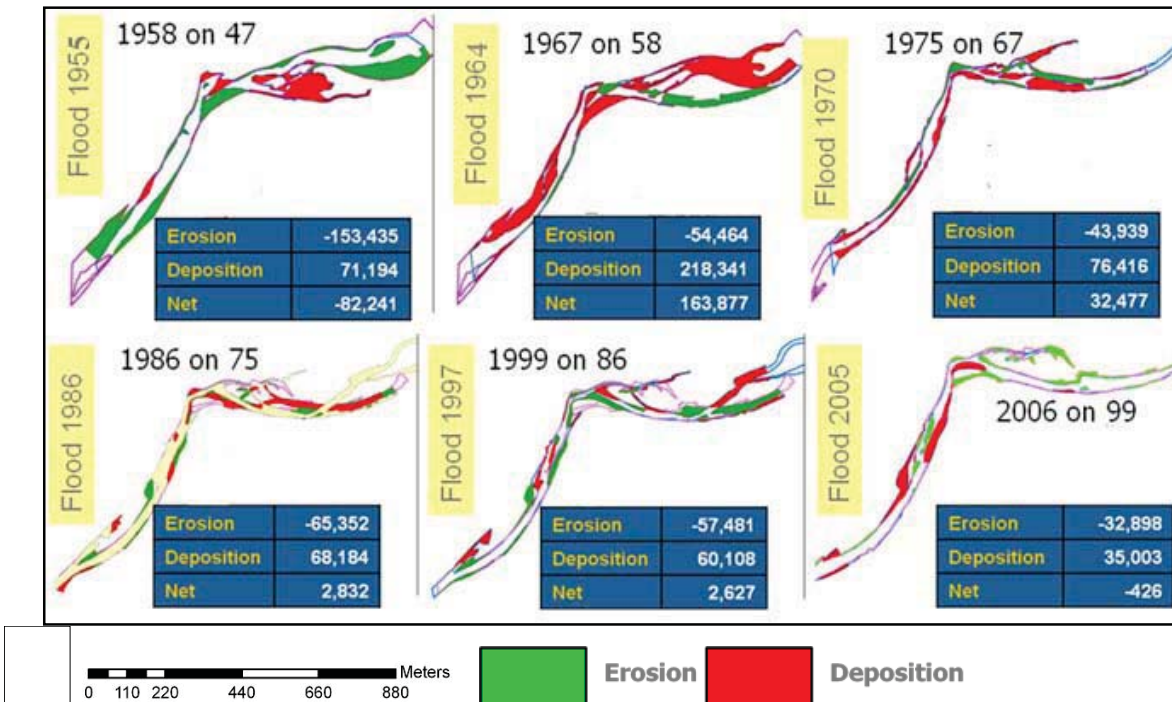 Flood 1955
1958 on 47
Erosion -153,435
Deposition 71,194
Net -82,241
Flood 1964
1967 on 58
Erosion -54,464
Deposition 218,341
Net 163,877
Flood 1970
1975 on 67
Erosion -43,939
Deposition 76,416
Net 32,477
Flood 1986
1986 on 75
Erosion -65,352
Deposition 68,184
Net 2,832
Flood 1997
1999 on 86
Erosion -57,481
Deposition 60,108
Net 2,627
Flood 2005
2006 on 99
Erosion -32,898
Deposition 35,003
Net -426
Meters
0 110 220 440 660 880
Erosion
Deposition